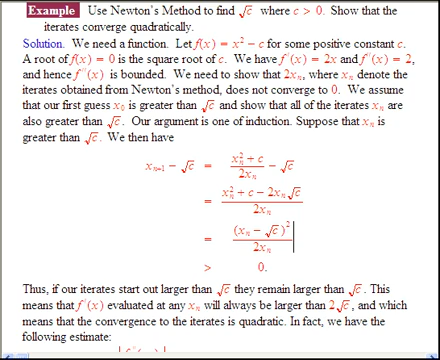 Example Use Newton's Method to find √c where c > 0. Show that the
iterates converge quadratically.
Solution. We need a function. Let f(x) = x² − c for some positive constant c.
A root of f(x) = 0 is the square root of c. We have f′(x) = 2x and f″(x) = 2,
and hence f″(x) is bounded. We need to show that 2xₙ, where xₙ denote the
iterates obtained from Newton's method, does not converge to 0. We assume
that our first guess x₀ is greater than √c and show that all of the iterates xₙ are
also greater than √c. Our argument is one of induction. Suppose that xₙ is
greater than √c. We then have
xₙ₊₁ − √c = (xₙ² + c)/(2xₙ) − √c
= (xₙ² + c − 2xₙ√c)/(2xₙ)
= (xₙ − √c)²/(2xₙ)
> 0.
Thus, if our iterates start out larger than √c they remain larger than √c. This
means that f′(x) evaluated at any xₙ will always be larger than 2√c, and which
means that the convergence to the iterates is quadratic. In fact, we have the
following estimate: